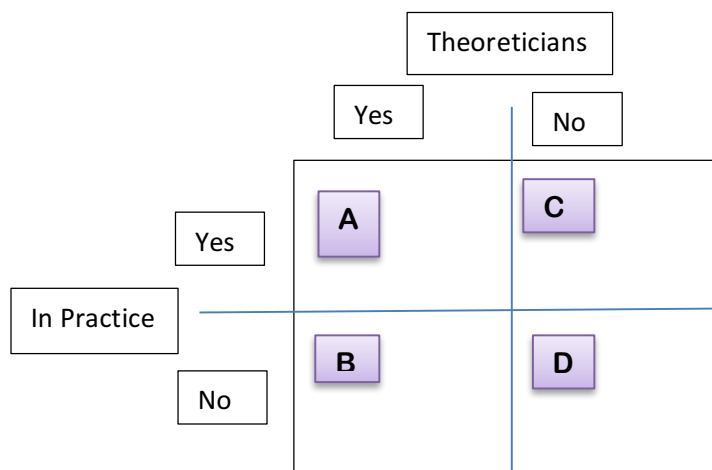 Theoreticians
Yes
No
A
C
Yes
In Practice
B
D
No